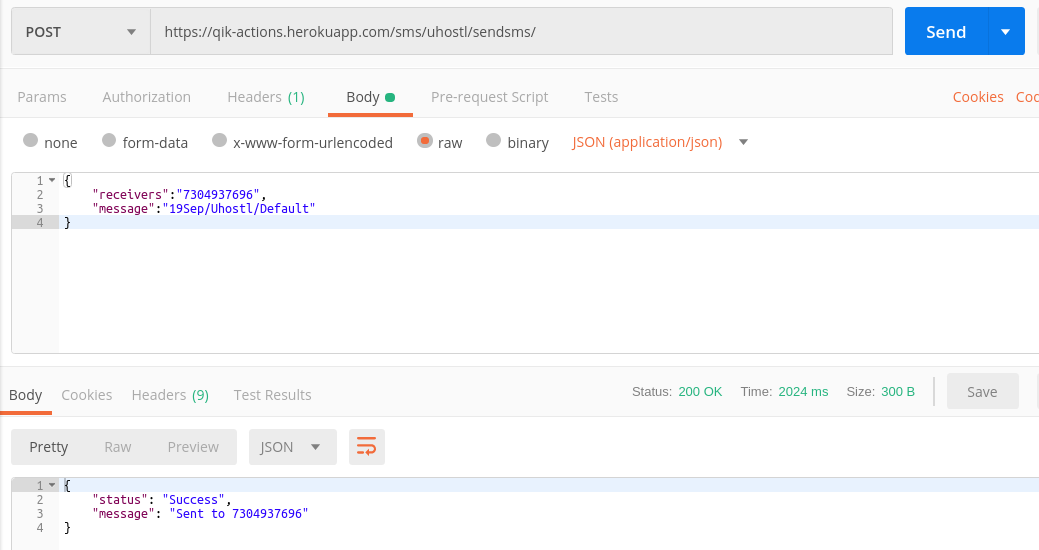 POST https://qik-actions.herokuapp.com/sms/uhostl/sendsms/ Send
Params Authorization Headers (1) Body Pre-request Script Tests Cookies Coc
none form-data x-www-form-urlencoded raw binary JSON (application/json)
1 {
2 "receivers":"7304937696",
3 "message":"19Sep/Uhostl/Default"
4 }
Body Cookies Headers (9) Test Results Status: 200 OK Time: 2024 ms Size: 300 B Save
Pretty Raw Preview JSON
1 {
2 "status": "Success",
3 "message": "Sent to 7304937696"
4 }